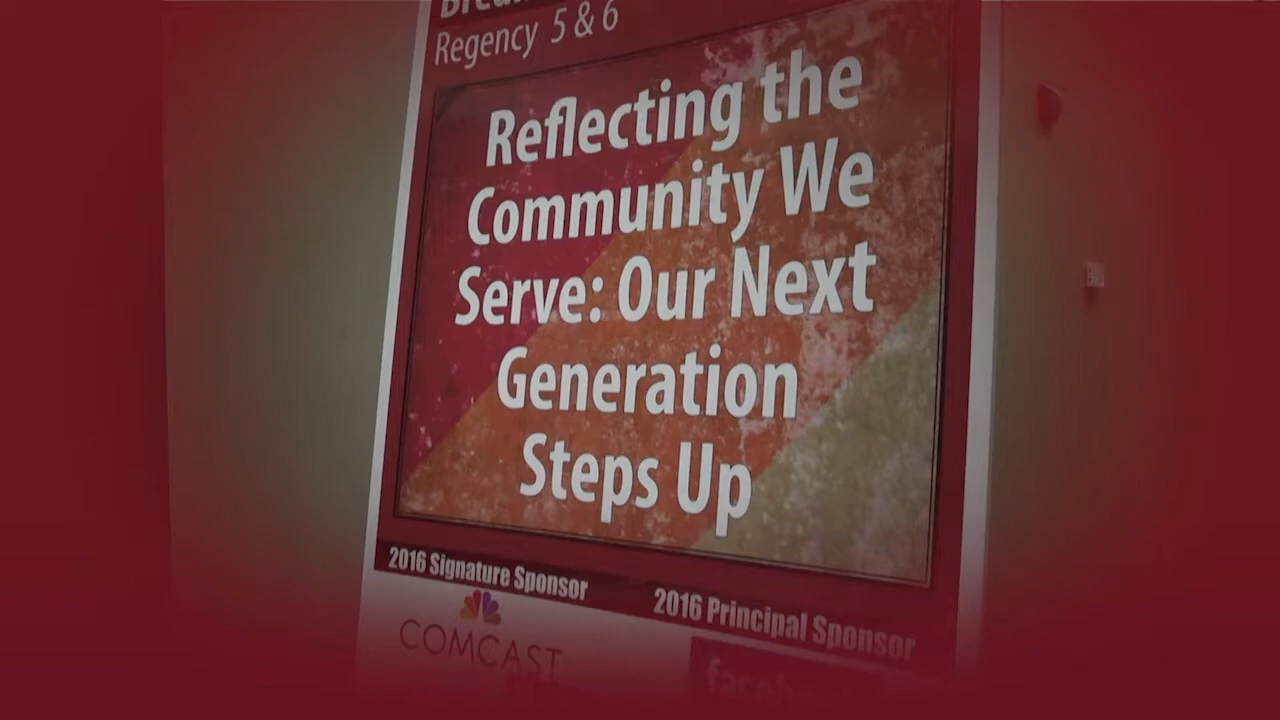 Regency 5 & 6
Reflecting the
Community We
Serve: Our Next
Generation
Steps Up
2016 Signature Sponsor
2016 Principal Sponsor
COMCAST
facebook